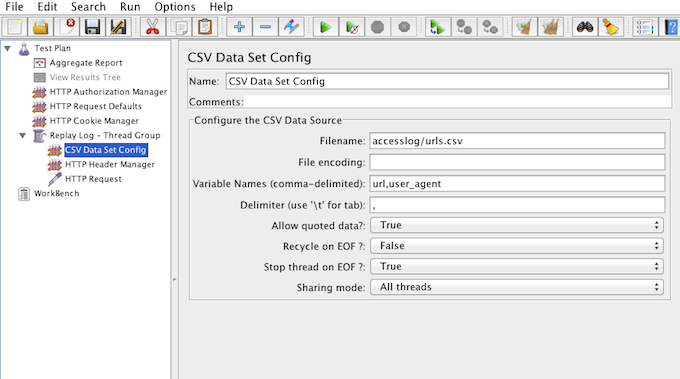 File Edit Search Run Options Help
Test Plan
Aggregate Report
View Results Tree
HTTP Authorization Manager
HTTP Request Defaults
HTTP Cookie Manager
Replay Log - Thread Group
CSV Data Set Config
HTTP Header Manager
HTTP Request
WorkBench
CSV Data Set Config
Name: CSV Data Set Config
Comments:
Configure the CSV Data Source
Filename: accesslog/urls.csv
File encoding:
Variable Names (comma-delimited): url,user_agent
Delimiter (use '\t' for tab): ,
Allow quoted data?: True
Recycle on EOF ?: False
Stop thread on EOF ?: True
Sharing mode: All threads